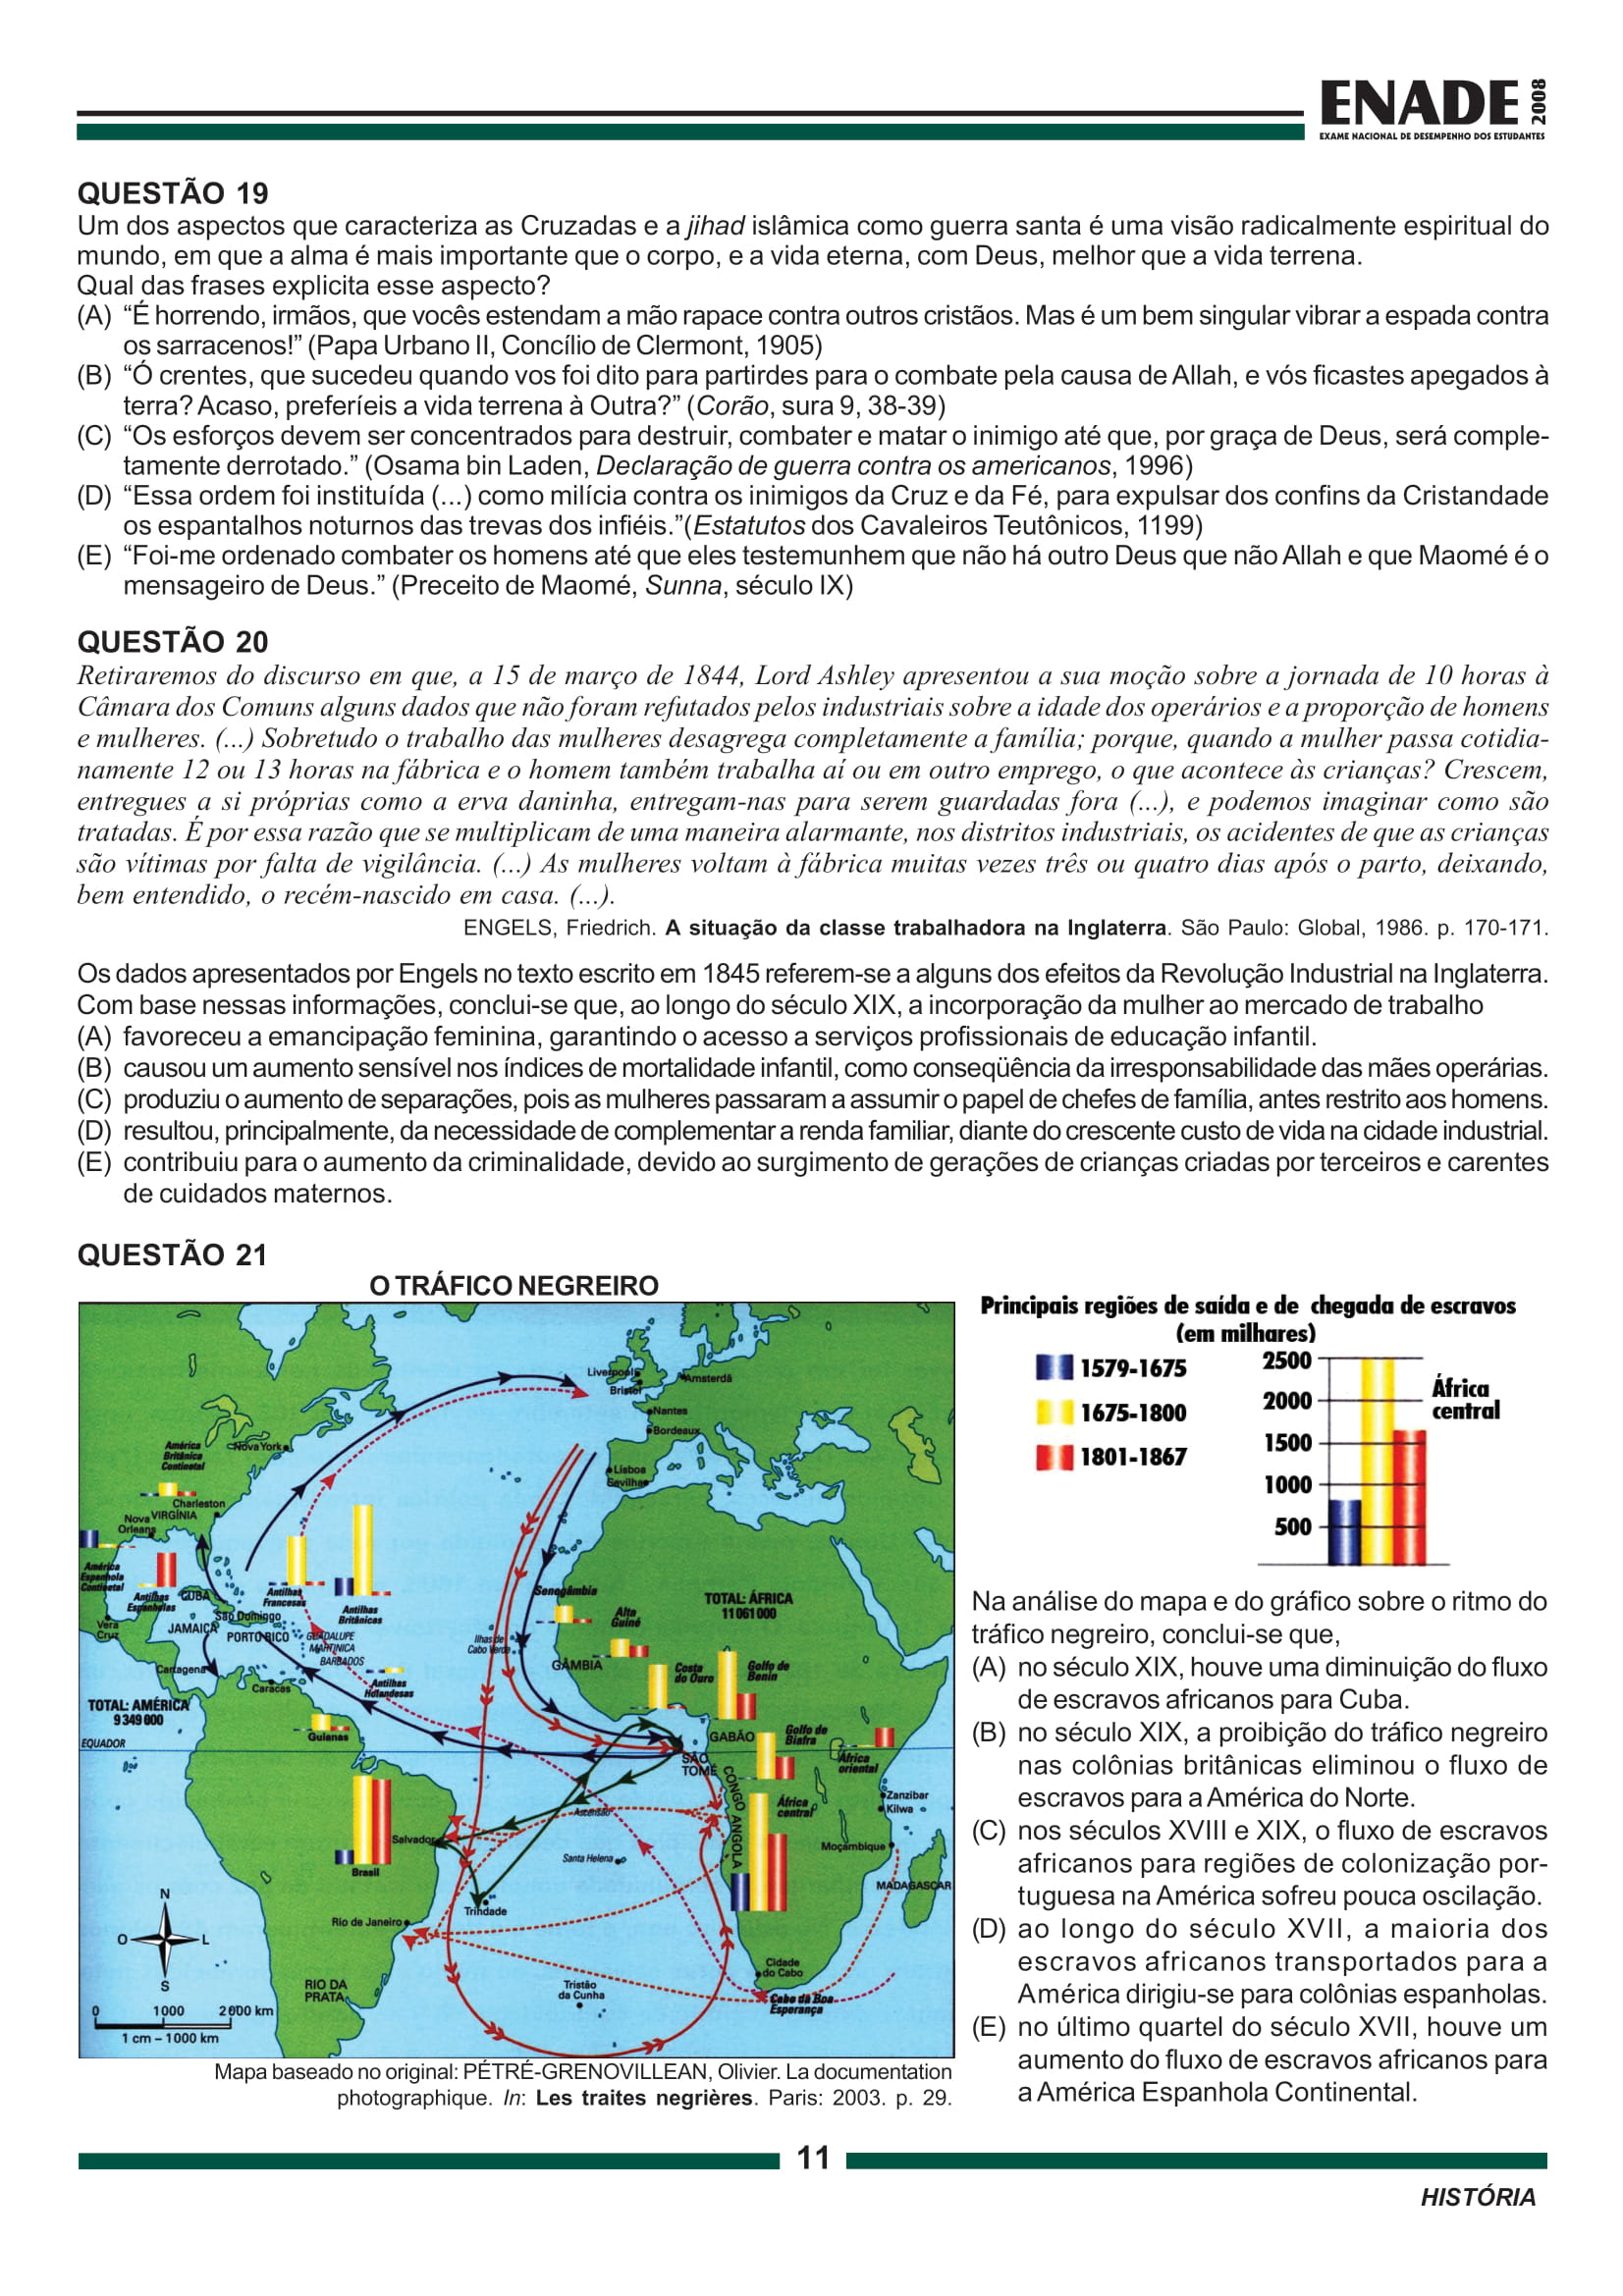 ENADE 2008
EXAME NACIONAL DE DESEMPENHO DOS ESTUDANTES
QUESTÃO 19
Um dos aspectos que caracteriza as Cruzadas e a jihad islâmica como guerra santa é uma visão radicalmente espiritual do
mundo, em que a alma é mais importante que o corpo, e a vida eterna, com Deus, melhor que a vida terrena.
Qual das frases explicita esse aspecto?
(A) “É horrendo, irmãos, que vocês estendam a mão rapace contra outros cristãos. Mas é um bem singular vibrar a espada contra
os sarracenos!” (Papa Urbano II, Concílio de Clermont, 1905)
(B) “Ó crentes, que sucedeu quando vos foi dito para partirdes para o combate pela causa de Allah, e vós ficastes apegados à
terra? Acaso, preferíeis a vida terrena à Outra?” (Corão, sura 9, 38-39)
(C) “Os esforços devem ser concentrados para destruir, combater e matar o inimigo até que, por graça de Deus, será comple-
tamente derrotado.” (Osama bin Laden, Declaração de guerra contra os americanos, 1996)
(D) “Essa ordem foi instituída (...) como milícia contra os inimigos da Cruz e da Fé, para expulsar dos confins da Cristandade
os espantalhos noturnos das trevas dos infiéis.”(Estatutos dos Cavaleiros Teutônicos, 1199)
(E) “Foi-me ordenado combater os homens até que eles testemunhem que não há outro Deus que não Allah e que Maomé é o
mensageiro de Deus.” (Preceito de Maomé, Sunna, século IX)
QUESTÃO 20
Retiraremos do discurso em que, a 15 de março de 1844, Lord Ashley apresentou a sua moção sobre a jornada de 10 horas à
Câmara dos Comuns alguns dados que não foram refutados pelos industriais sobre a idade dos operários e a proporção de homens
e mulheres. (...) Sobretudo o trabalho das mulheres desagrega completamente a família; porque, quando a mulher passa cotidia-
namente 12 ou 13 horas na fábrica e o homem também trabalha aí ou em outro emprego, o que acontece às crianças? Crescem,
entregues a si próprias como a erva daninha, entregam-nas para serem guardadas fora (...), e podemos imaginar como são
tratadas. É por essa razão que se multiplicam de uma maneira alarmante, nos distritos industriais, os acidentes de que as crianças
são vítimas por falta de vigilância. (...) As mulheres voltam à fábrica muitas vezes três ou quatro dias após o parto, deixando,
bem entendido, o recém-nascido em casa. (...).
ENGELS, Friedrich. A situação da classe trabalhadora na Inglaterra. São Paulo: Global, 1986. p. 170-171.
Os dados apresentados por Engels no texto escrito em 1845 referem-se a alguns dos efeitos da Revolução Industrial na Inglaterra.
Com base nessas informações, conclui-se que, ao longo do século XIX, a incorporação da mulher ao mercado de trabalho
(A) favoreceu a emancipação feminina, garantindo o acesso a serviços profissionais de educação infantil.
(B) causou um aumento sensível nos índices de mortalidade infantil, como conseqüência da irresponsabilidade das mães operárias.
(C) produziu o aumento de separações, pois as mulheres passaram a assumir o papel de chefes de família, antes restrito aos homens.
(D) resultou, principalmente, da necessidade de complementar a renda familiar, diante do crescente custo de vida na cidade industrial.
(E) contribuiu para o aumento da criminalidade, devido ao surgimento de gerações de crianças criadas por terceiros e carentes
de cuidados maternos.
QUESTÃO 21
O TRÁFICO NEGREIRO
Liverpool
Bristol
Amsterdã
Nantes
Bordeaux
Lisboa
Sevilha
América
Britânica
Continetal
Nova York
Charleston
VIRGÍNIA
Nova
Orleans
América
Espanhola
Continetal
Antilhas
Espanholas
CUBA
Antilhas
Francesas
Antilhas
Britânicas
São Domingo
Vera
Cruz
JAMAICA
PORTO RICO
GUADALUPE
MARTINICA
BARBADOS
Cartagena
Caracas
Antilhas
Holandesas
Ilhas de
Cabo Verde
Senegâmbia
Alta
Guiné
TOTAL: ÁFRICA
11 061 000
GÂMBIA
Costa
do Ouro
Golfo de
Benin
TOTAL: AMÉRICA
9 349 000
Guianas
EQUADOR
GABÃO
Golfo de
Biafra
SÃO
TOMÉ
África
oriental
CONGO
ANGOLA
África
central
Zanzibar
Kilwa
Ascensão
Salvador
Brasil
Santa Helena
Moçambique
MADAGASCAR
Trindade
Rio de Janeiro
N
O
L
S
RIO DA
PRATA
Tristão
da Cunha
Cidade
do Cabo
Cabo da Boa
Esperança
0 1000 2000 km
1 cm – 1000 km
Mapa baseado no original: PÉTRÉ-GRENOVILLEAN, Olivier. La documentation
photographique. In: Les traites negrières. Paris: 2003. p. 29.
Principais regiões de saída e de chegada de escravos
(em milhares)
1579-1675
1675-1800
1801-1867
2500
2000
1500
1000
500
África
central
Na análise do mapa e do gráfico sobre o ritmo do
tráfico negreiro, conclui-se que,
(A) no século XIX, houve uma diminuição do fluxo
de escravos africanos para Cuba.
(B) no século XIX, a proibição do tráfico negreiro
nas colônias britânicas eliminou o fluxo de
escravos para a América do Norte.
(C) nos séculos XVIII e XIX, o fluxo de escravos
africanos para regiões de colonização por-
tuguesa na América sofreu pouca oscilação.
(D) ao longo do século XVII, a maioria dos
escravos africanos transportados para a
América dirigiu-se para colônias espanholas.
(E) no último quartel do século XVII, houve um
aumento do fluxo de escravos africanos para
a América Espanhola Continental.
11
HISTÓRIA